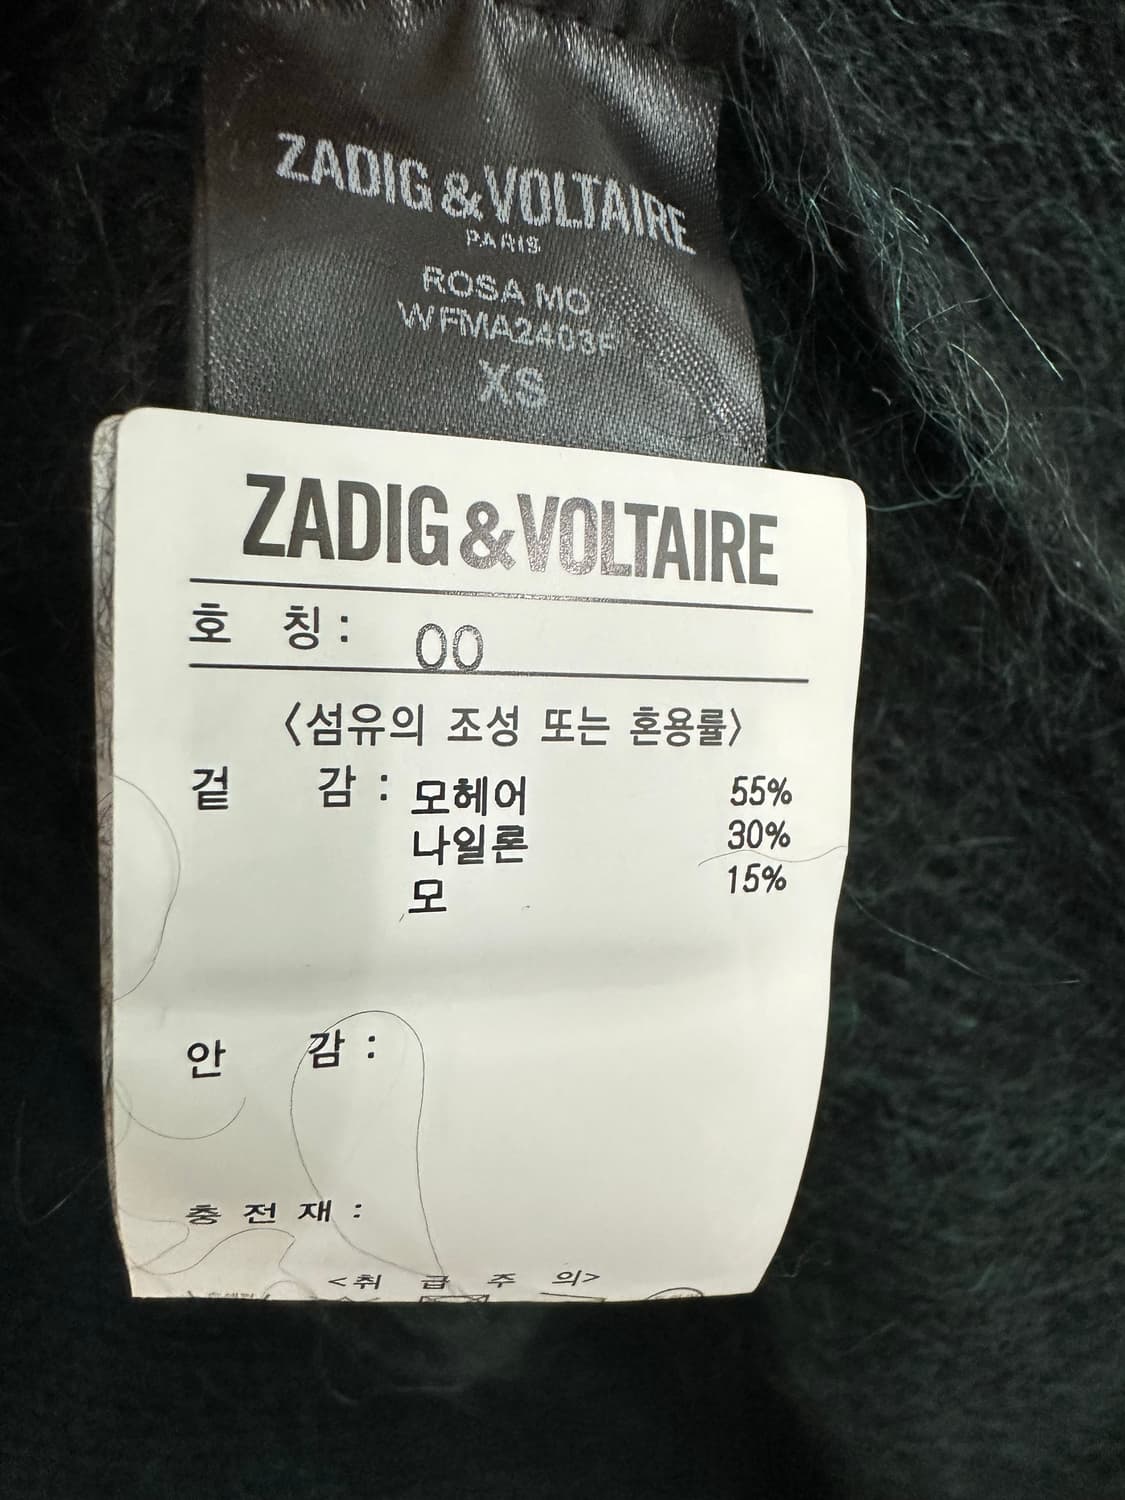 ZADIG & VOLTAIRE
PARIS
ROSA MO
WFMA2403F
XS
ZADIG & VOLTAIRE
호 칭 : 00
<섬유의 조성 또는 혼용률>
겉 감 : 모헤어 55%
나일론 30%
모 15%
안 감 :
충 전 재 :
<취 급 주 의>